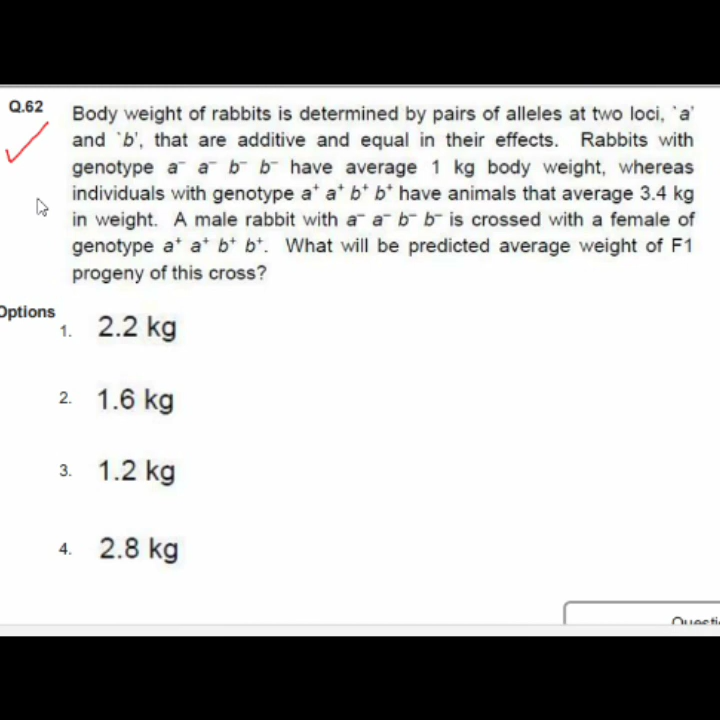 Q.62
Body weight of rabbits is determined by pairs of alleles at two loci, `a'
and `b', that are additive and equal in their effects. Rabbits with
genotype a⁻ a⁻ b⁻ b⁻ have average 1 kg body weight, whereas
individuals with genotype a⁺ a⁺ b⁺ b⁺ have animals that average 3.4 kg
in weight. A male rabbit with a⁻ a⁻ b⁻ b⁻ is crossed with a female of
genotype a⁺ a⁺ b⁺ b⁺. What will be predicted average weight of F1
progeny of this cross?
Options
1. 2.2 kg
2. 1.6 kg
3. 1.2 kg
4. 2.8 kg